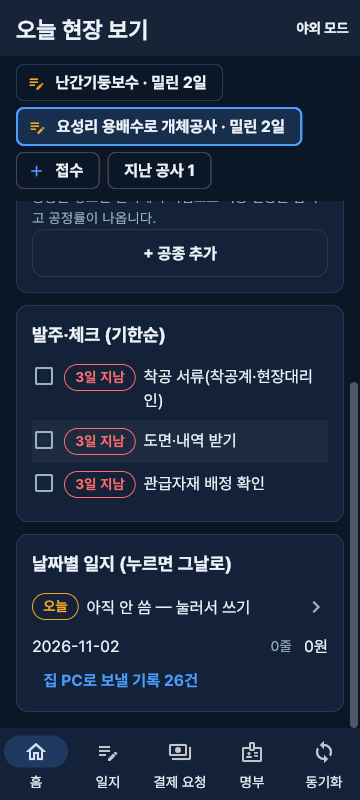 오늘 현장 보기
야외 모드
난간기둥보수 · 밀린 2일
요성리 용배수로 개체공사 · 밀린 2일
+ 접수
지난 공사 1
고 공정률이 나옵니다.
+ 공종 추가
발주·체크 (기한순)
3일 지남 착공 서류(착공계·현장대리
인)
3일 지남 도면·내역 받기
3일 지남 관급자재 배정 확인
날짜별 일지 (누르면 그날로)
오늘 아직 안 씀 — 눌러서 쓰기
2026-11-02 0줄 0원
집 PC로 보낼 기록 26건
홈
일지
결제 요청
명부
동기화